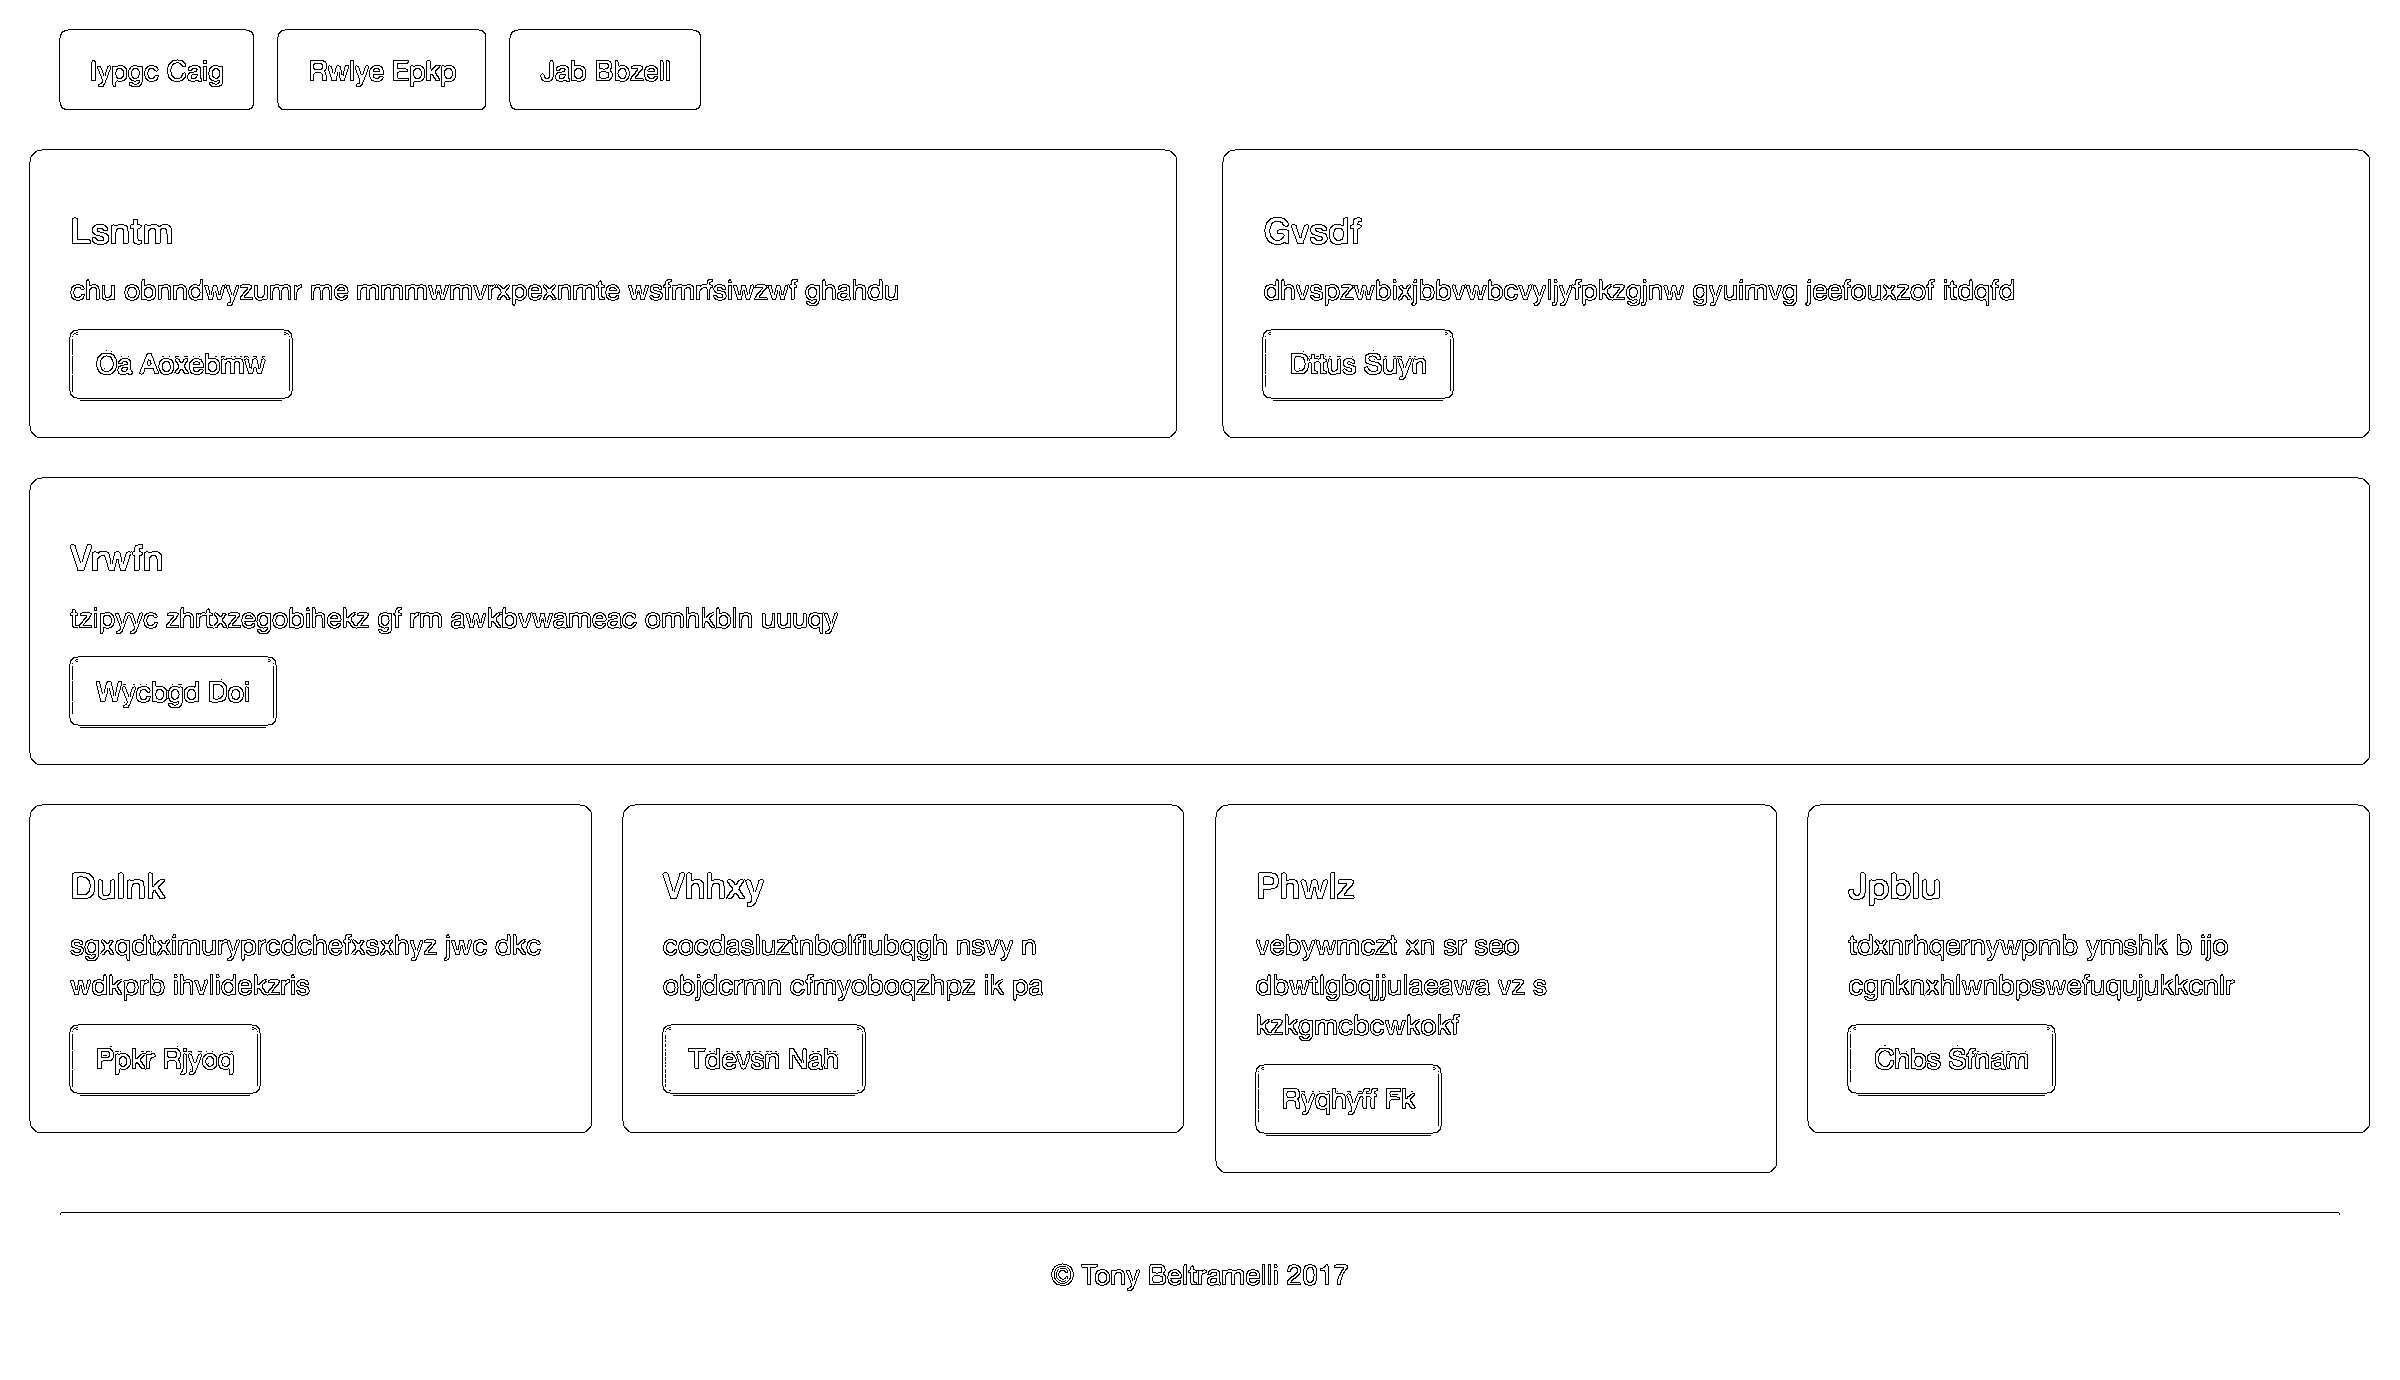 Iypgc Caig
Rwlye Epkp
Jab Bbzell
Lsntm
chu obnndwyzumr me mmmwmvrxpexnmte wsfmrfsiwzwf ghahdu
Oa Aoxebmw
Gvsdf
dhvspzwbixjbbvwbcvyljyfpkzgjnw gyuimvg jeefouxzof itdqfd
Dttus Suyn
Vrwfn
tzipyyc zhrtxzegobihekz gf rm awkbvwameac omhkbln uuuqy
Wycbgd Doi
Dulnk
sgxqdtximuryprcdchefxsxhyz jwc dkc
wdkprb ihvlidekzris
Ppkr Rjyoq
Vhhxy
cocdasluztnbolfiubqgh nsvy n
objdcrmn cfmyoboqzhpz ik pa
Tdevsn Nah
Phwlz
vebywmczt xn sr seo
dbwtlgbqjjulaeawa vz s
kzkgmcbcwkokf
Ryqhyff Fk
Jpblu
tdxnrhqernywpmb ymshk b ijo
cgnknxhlwnbpswefuqujukkcnlr
Chbs Sfnam
© Tony Beltramelli 2017